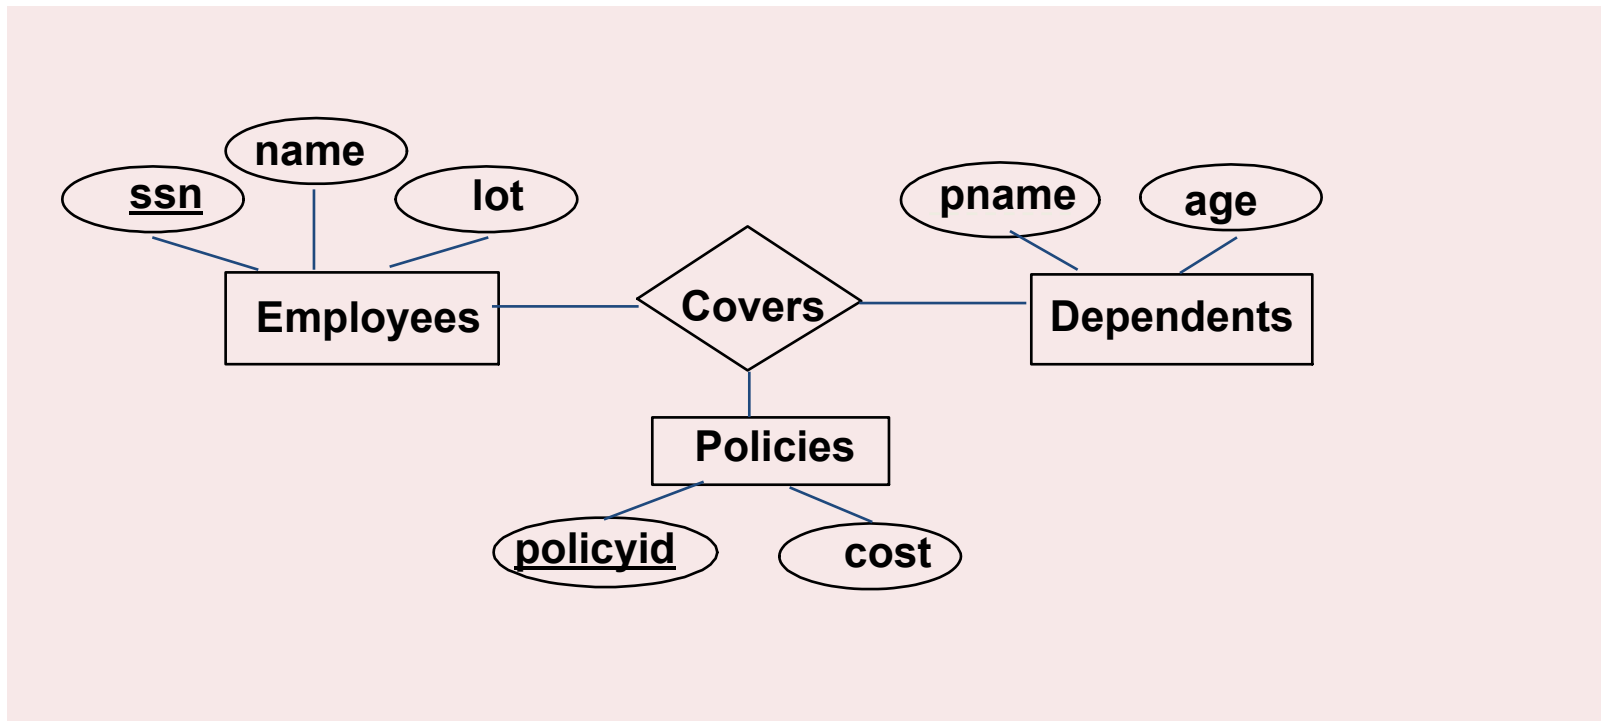 name
ssn
lot
pname
age
Employees
Covers
Dependents
Policies
policyid
cost